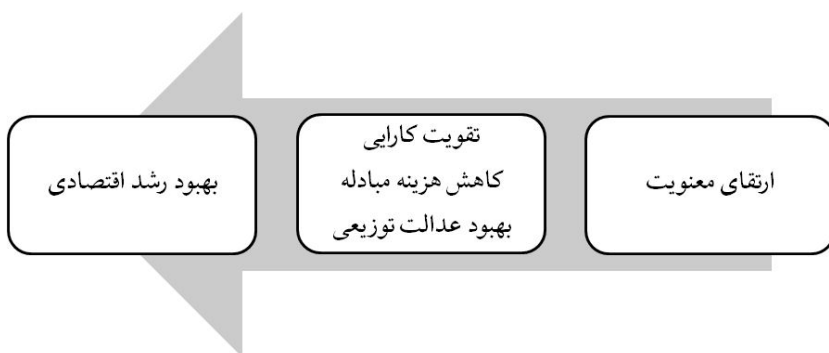 ارتقای معنویت
تقویت کارایی
کاهش هزینه مبادله
بهبود عدالت توزیعی
بهبود رشد اقتصادی